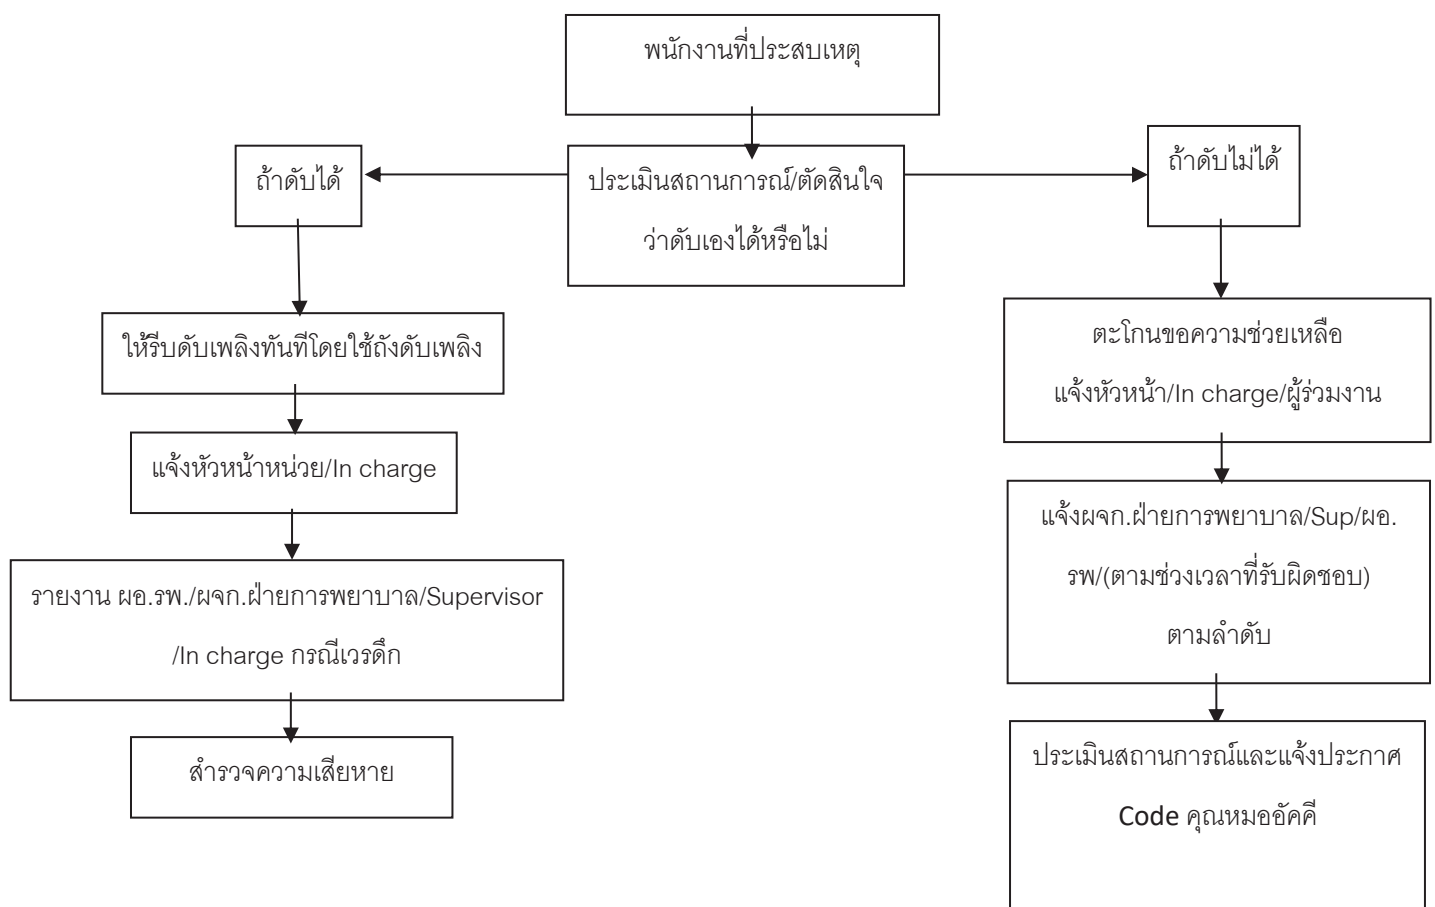 พนักงานที่ประสบเหตุ
ถ้าดับได้
ประเมินสถานการณ์/ตัดสินใจ
ว่าดับเองได้หรือไม่
ถ้าดับไม่ได้
ให้รีบดับเพลิงทันทีโดยใช้ถังดับเพลิง
แจ้งหัวหน้าหน่วย/In charge
รายงาน ผอ.รพ./ผจก.ฝ่ายการพยาบาล/Supervisor
/In charge กรณีเวรดึก
สำรวจความเสียหาย
ตะโกนขอความช่วยเหลือ
แจ้งหัวหน้า/In charge/ผู้ร่วมงาน
แจ้งผจก.ฝ่ายการพยาบาล/Sup/ผอ.
รพ/(ตามช่วงเวลาที่รับผิดชอบ)
ตามลำดับ
ประเมินสถานการณ์และแจ้งประกาศ
Code คุณหมออัคคี